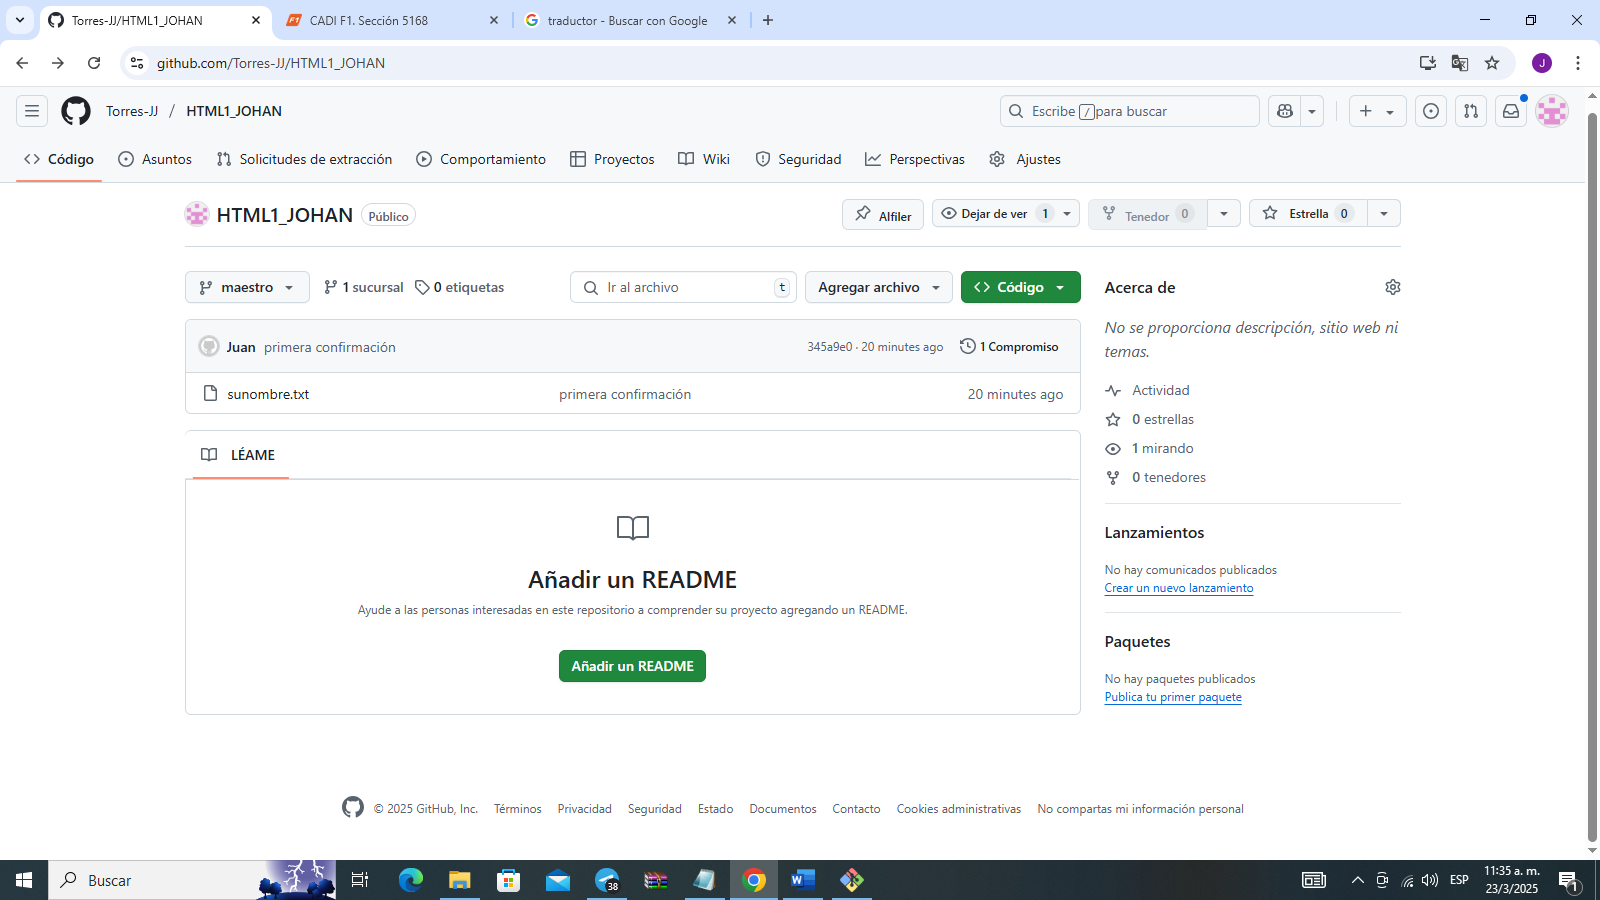 Torres-JJ/HTML1_JOHAN
CADI F1. Sección 5168
traductor - Buscar con Google
github.com/Torres-JJ/HTML1_JOHAN
J
Torres-JJ / HTML1_JOHAN
Escribe / para buscar
Código
Asuntos
Solicitudes de extracción
Comportamiento
Proyectos
Wiki
Seguridad
Perspectivas
Ajustes
HTML1_JOHAN
Público
Alfiler
Dejar de ver 1
Tenedor 0
Estrella 0
maestro
1 sucursal
0 etiquetas
Ir al archivo
t
Agregar archivo
Código
Juan primera confirmación
345a9e0 · 20 minutes ago
1 Compromiso
sunombre.txt
primera confirmación
20 minutes ago
LÉAME
Añadir un README
Ayude a las personas interesadas en este repositorio a comprender su proyecto agregando un README.
Añadir un README
Acerca de
No se proporciona descripción, sitio web ni
temas.
Actividad
0 estrellas
1 mirando
0 tenedores
Lanzamientos
No hay comunicados publicados
Crear un nuevo lanzamiento
Paquetes
No hay paquetes publicados
Publica tu primer paquete
© 2025 GitHub, Inc.
Términos
Privacidad
Seguridad
Estado
Documentos
Contacto
Cookies administrativas
No compartas mi información personal
Buscar
38
W
ESP
11:35 a. m.
23/3/2025
1